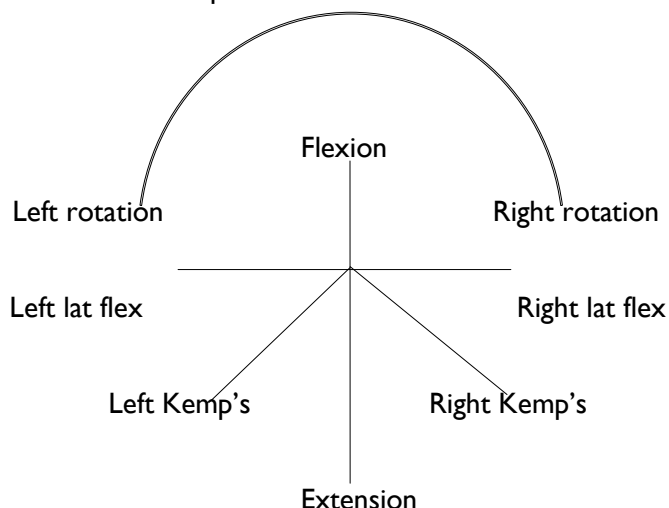 Flexion
Left rotation
Right rotation
Left lat flex
Right lat flex
Left Kemp’s
Right Kemp’s
Extension